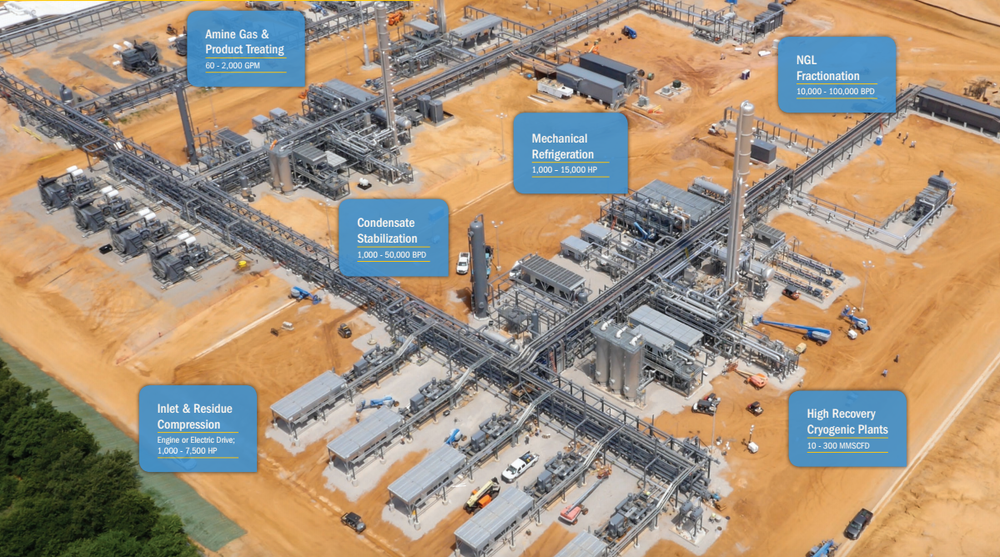 Amine Gas &
Product Treating
60 - 2,000 GPM
NGL
Fractionation
10,000 - 100,000 BPD
Mechanical
Refrigeration
1,000 – 15,000 HP
Condensate
Stabilization
1,000 - 50,000 BPD
Inlet & Residue
Compression
Engine or Electric Drive;
1,000 - 7,500 HP
High Recovery
Cryogenic Plants
10 - 300 MMSCFD